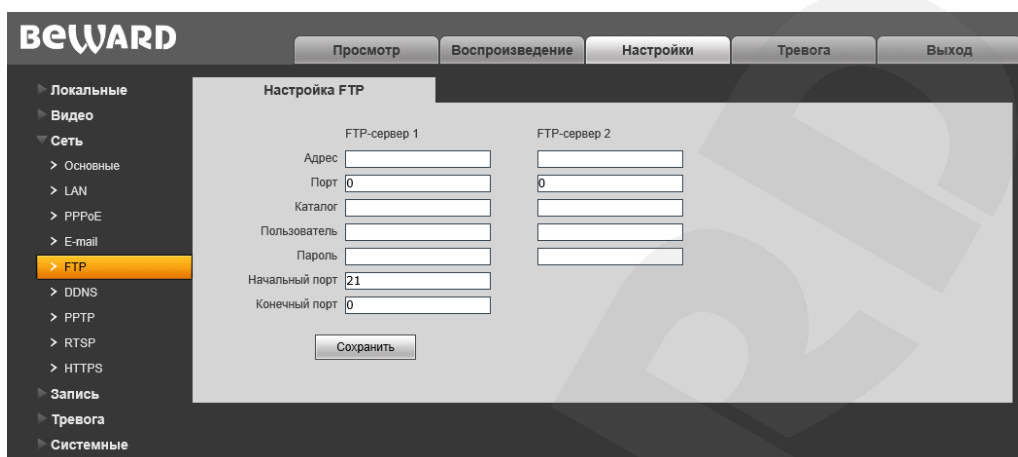 BEWARD
Просмотр Воспроизведение Настройки Тревога Выход
Локальные
Видео
Сеть
> Основные
> LAN
> PPPoE
> E-mail
> FTP
> DDNS
> PPTP
> RTSP
> HTTPS
Запись
Тревога
Системные
Настройка FTP
FTP-сервер 1 FTP-сервер 2
Адрес
Порт 0 0
Каталог
Пользователь
Пароль
Начальный порт 21
Конечный порт 0
Сохранить